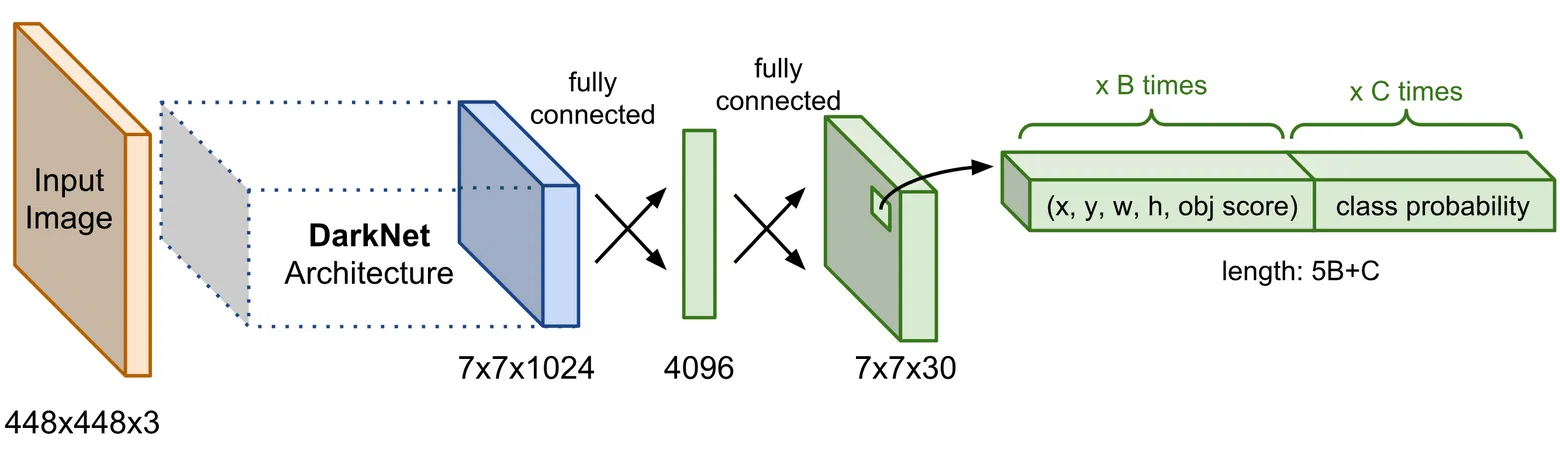 Input
Image
448x448x3
DarkNet
Architecture
7x7x1024
fully
connected
4096
fully
connected
7x7x30
x B times
x C times
(x, y, w, h, obj score)
class probability
length: 5B+C